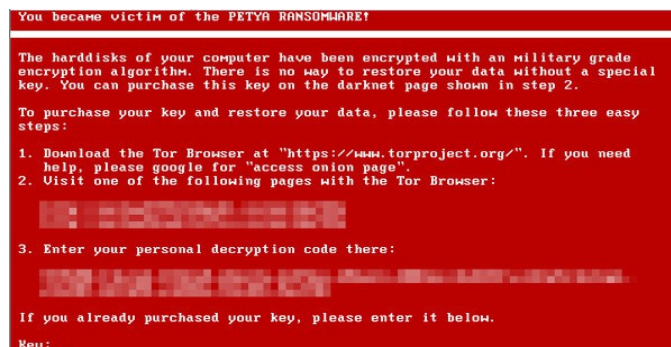 You became victim of the PETYA RANSOMWARE!
The harddisks of your computer have been encrypted with an military grade
encryption algorithm. There is no way to restore your data without a special
key. You can purchase this key on the darknet page shown in step 2.
To purchase your key and restore your data, please follow these three easy
steps:
1. Download the Tor Browser at "https://www.torproject.org/". If you need
help, please google for "access onion page".
2. Visit one of the following pages with the Tor Browser:
3. Enter your personal decryption code there:
If you already purchased your key, please enter it below.
Key: